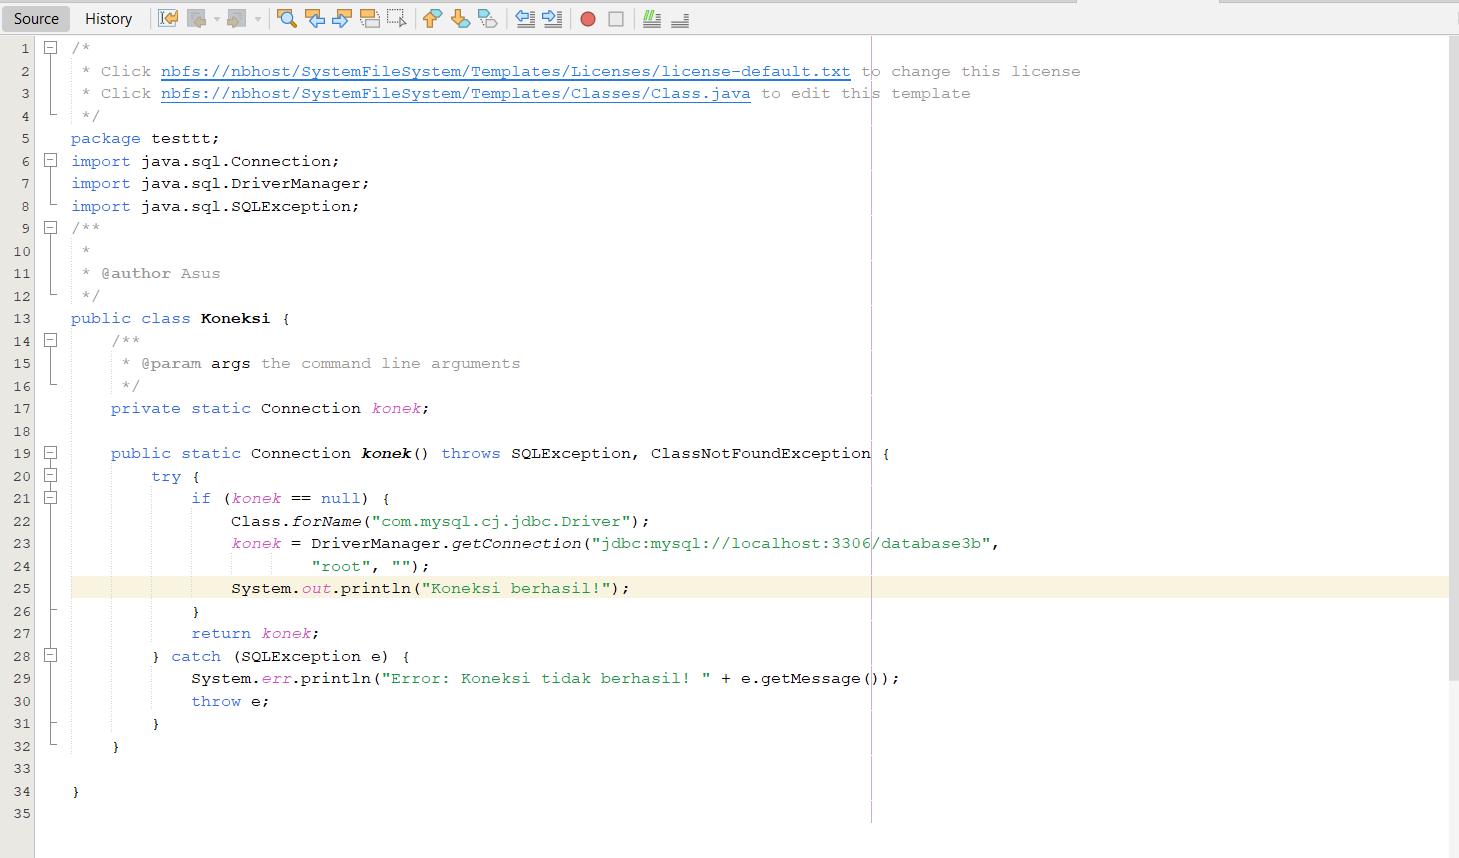 Source History
1 /*
2  * Click nbfs://nbhost/SystemFileSystem/Templates/Licenses/license-default.txt to change this license
3  * Click nbfs://nbhost/SystemFileSystem/Templates/Classes/Class.java to edit this template
4  */
5 package testtt;
6 import java.sql.Connection;
7 import java.sql.DriverManager;
8 import java.sql.SQLException;
9 /**
10  *
11  * @author Asus
12  */
13 public class Koneksi {
14     /**
15      * @param args the command line arguments
16      */
17     private static Connection konek;
18
19     public static Connection konek() throws SQLException, ClassNotFoundException {
20         try {
21             if (konek == null) {
22                 Class.forName("com.mysql.cj.jdbc.Driver");
23                 konek = DriverManager.getConnection("jdbc:mysql://localhost:3306/database3b",
24                         "root", "");
25                 System.out.println("Koneksi berhasil!");
26             }
27             return konek;
28         } catch (SQLException e) {
29             System.err.println("Error: Koneksi tidak berhasil! " + e.getMessage());
30             throw e;
31         }
32     }
33
34 }
35